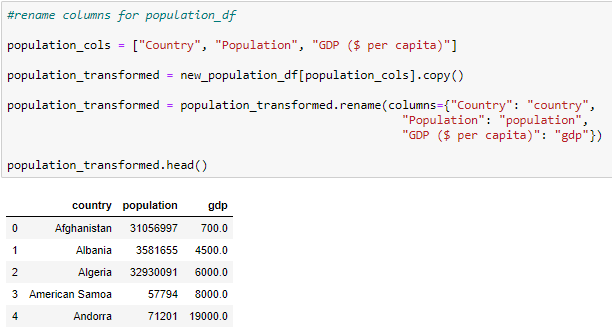 #rename columns for population_df
population_cols = ["Country", "Population", "GDP ($ per capita)"]
population_transformed = new_population_df[population_cols].copy()
population_transformed = population_transformed.rename(columns={"Country": "country",
"Population": "population",
"GDP ($ per capita)": "gdp"})
population_transformed.head()
country population gdp
0 Afghanistan 31056997 700.0
1 Albania 3581655 4500.0
2 Algeria 32930091 6000.0
3 American Samoa 57794 8000.0
4 Andorra 71201 19000.0